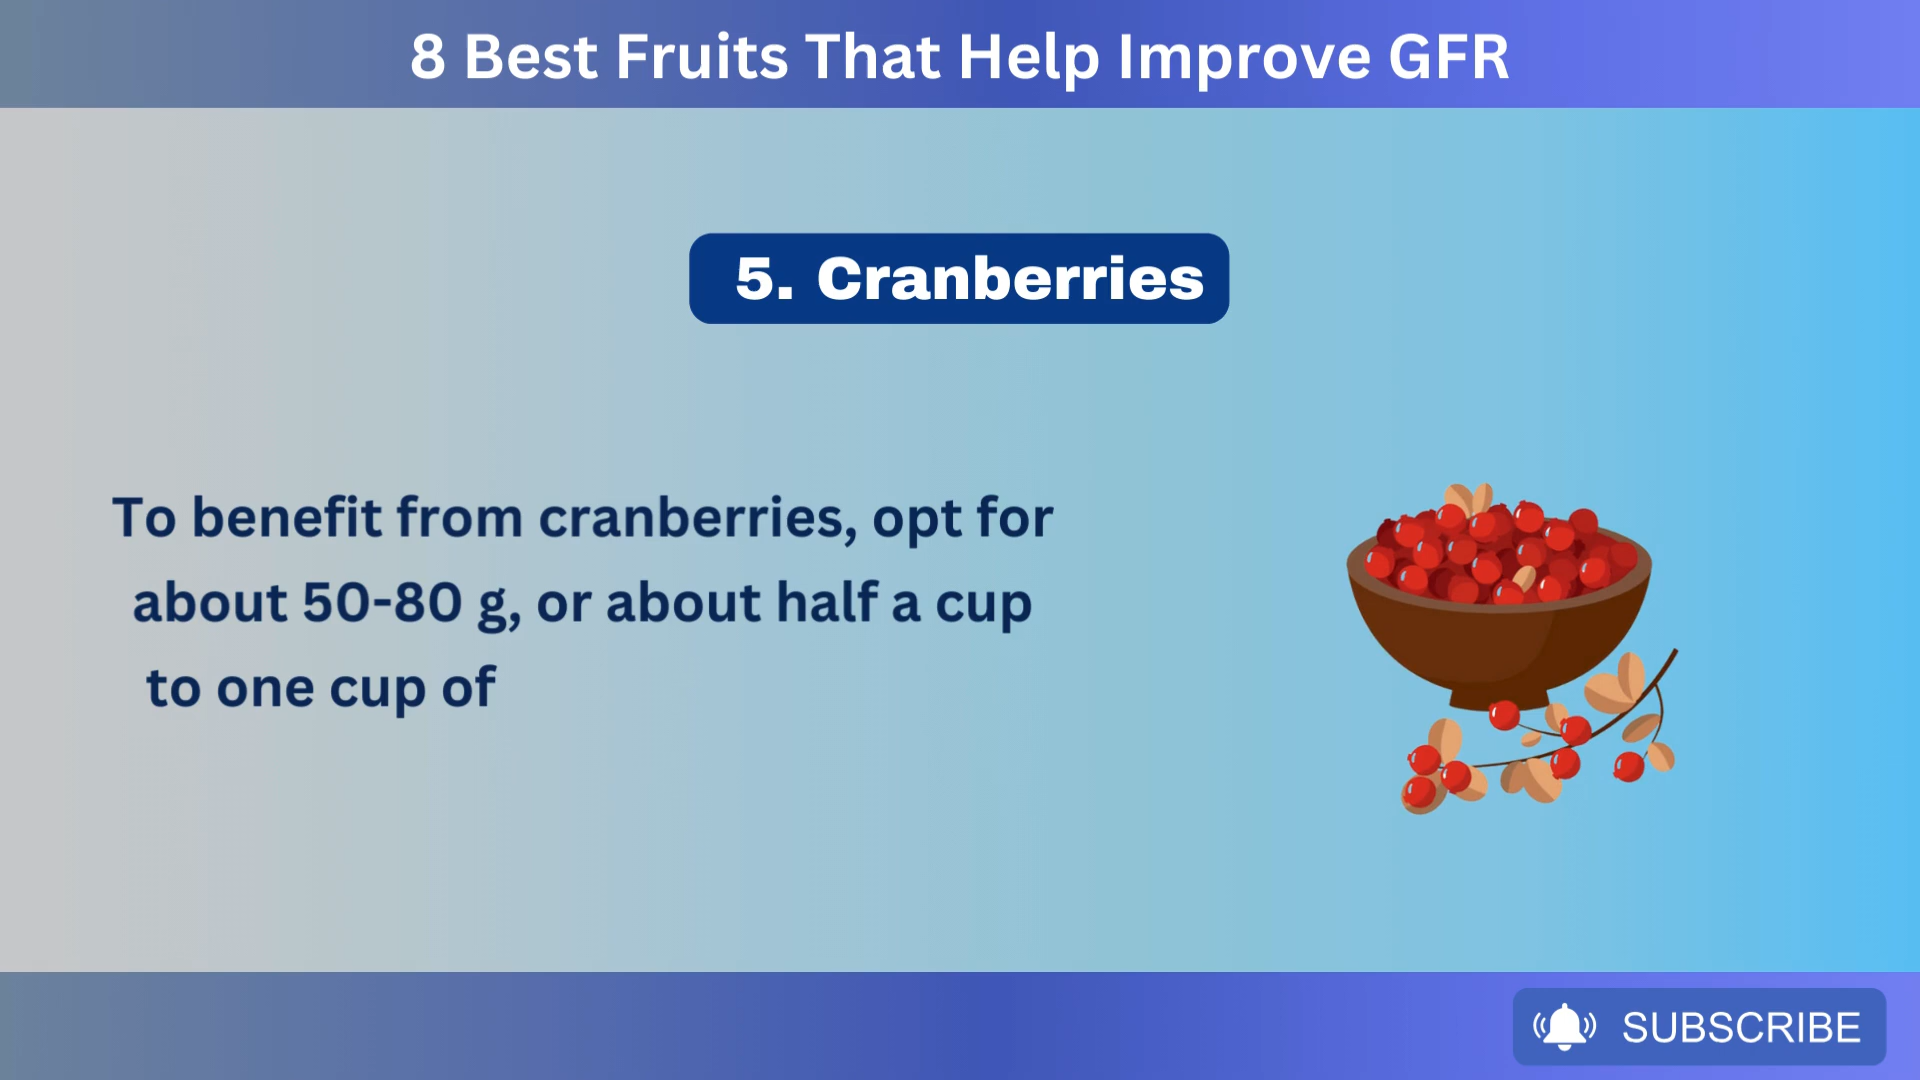 8 Best Fruits That Help Improve GFR
5. Cranberries
To benefit from cranberries, opt for
about 50-80 g, or about half a cup
to one cup of
SUBSCRIBE